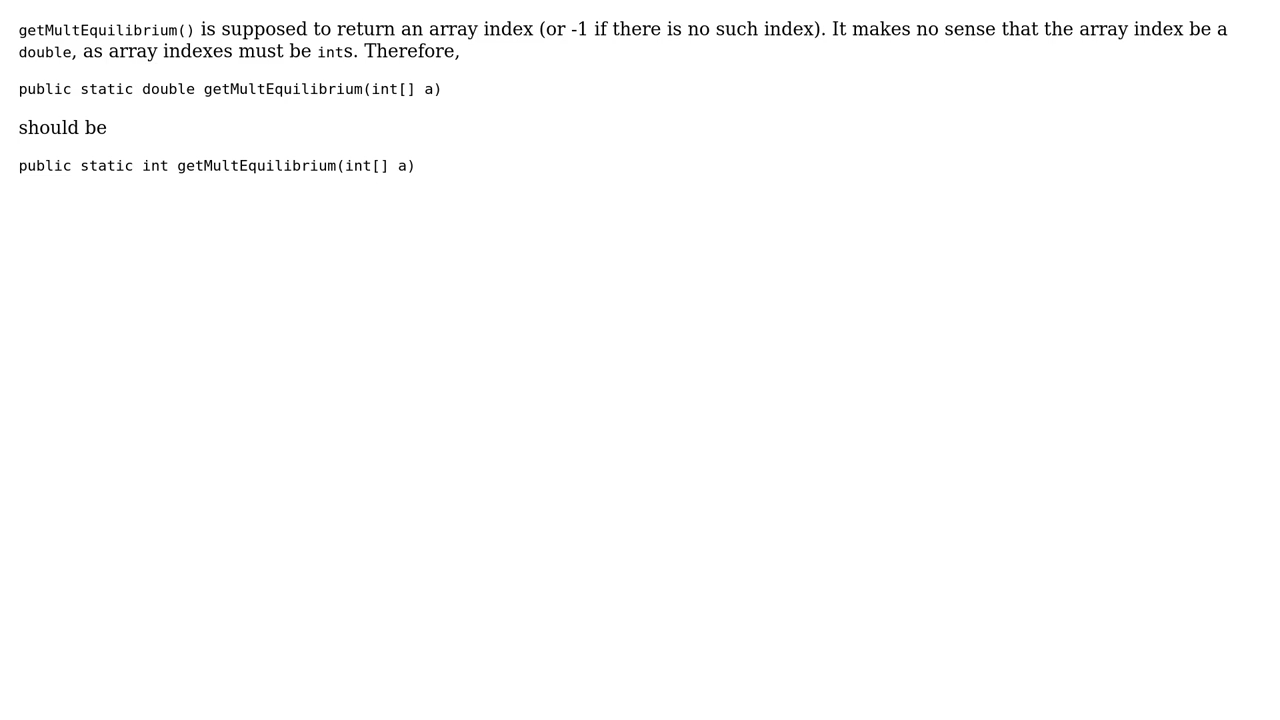 getMultEquilibrium() is supposed to return an array index (or -1 if there is no such index). It makes no sense that the array index be a
double, as array indexes must be ints. Therefore,
public static double getMultEquilibrium(int[] a)
should be
public static int getMultEquilibrium(int[] a)